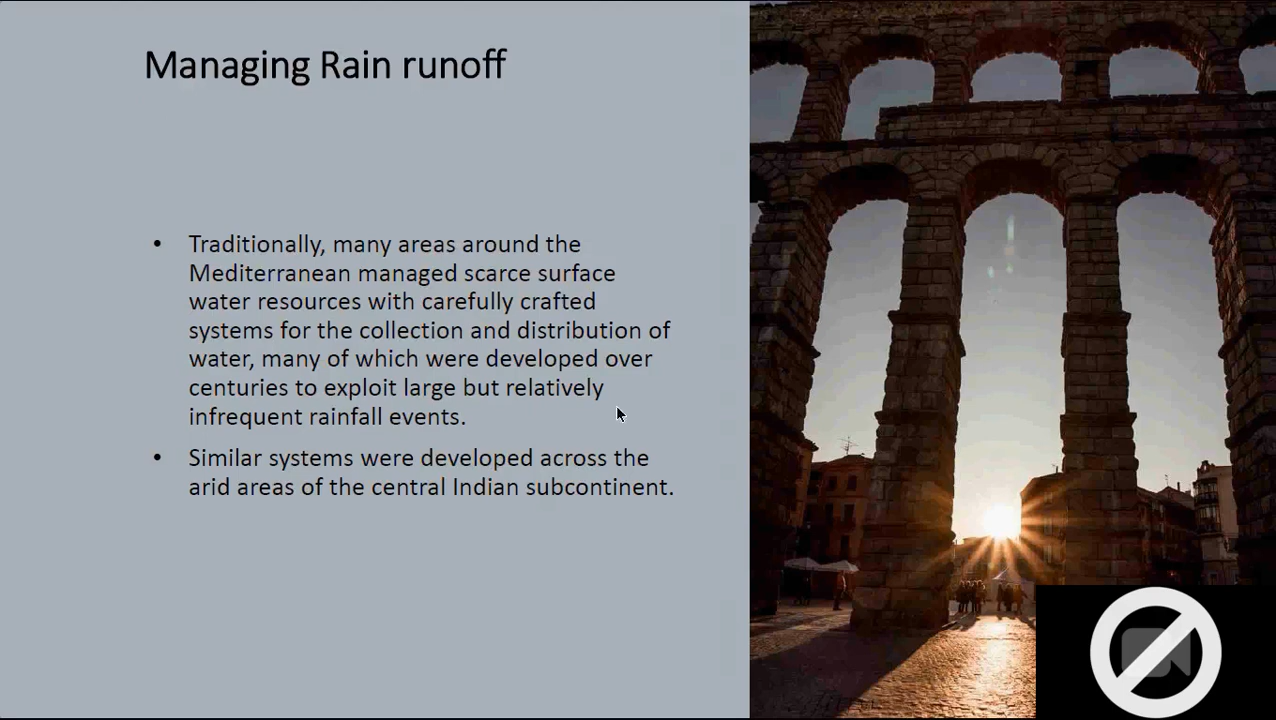 Managing Rain runoff
• Traditionally, many areas around the
Mediterranean managed scarce surface
water resources with carefully crafted
systems for the collection and distribution of
water, many of which were developed over
centuries to exploit large but relatively
infrequent rainfall events.
• Similar systems were developed across the
arid areas of the central Indian subcontinent.